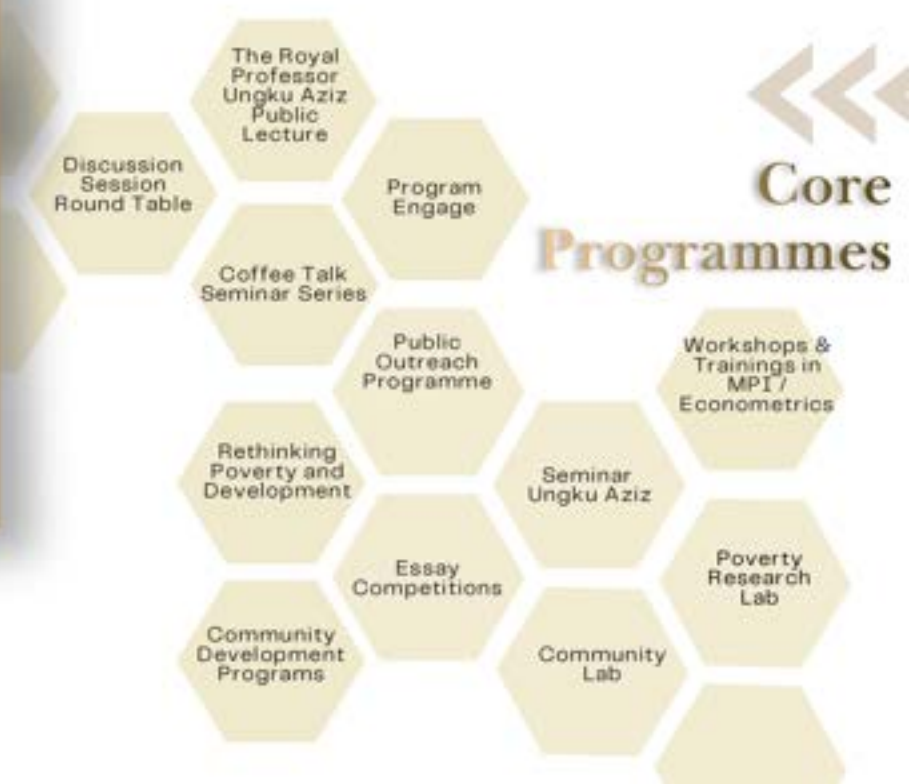 The Royal
Professor
Ungku Aziz
Public
Lecture
Discussion
Session
Round Table
Program
Engage
Core
Programmes
Coffee Talk
Seminar Series
Public
Outreach
Programme
Workshops &
Trainings in
MPI /
Econometrics
Rethinking
Poverty and
Development
Seminar
Ungku Aziz
Essay
Competitions
Poverty
Research
Lab
Community
Development
Programs
Community
Lab